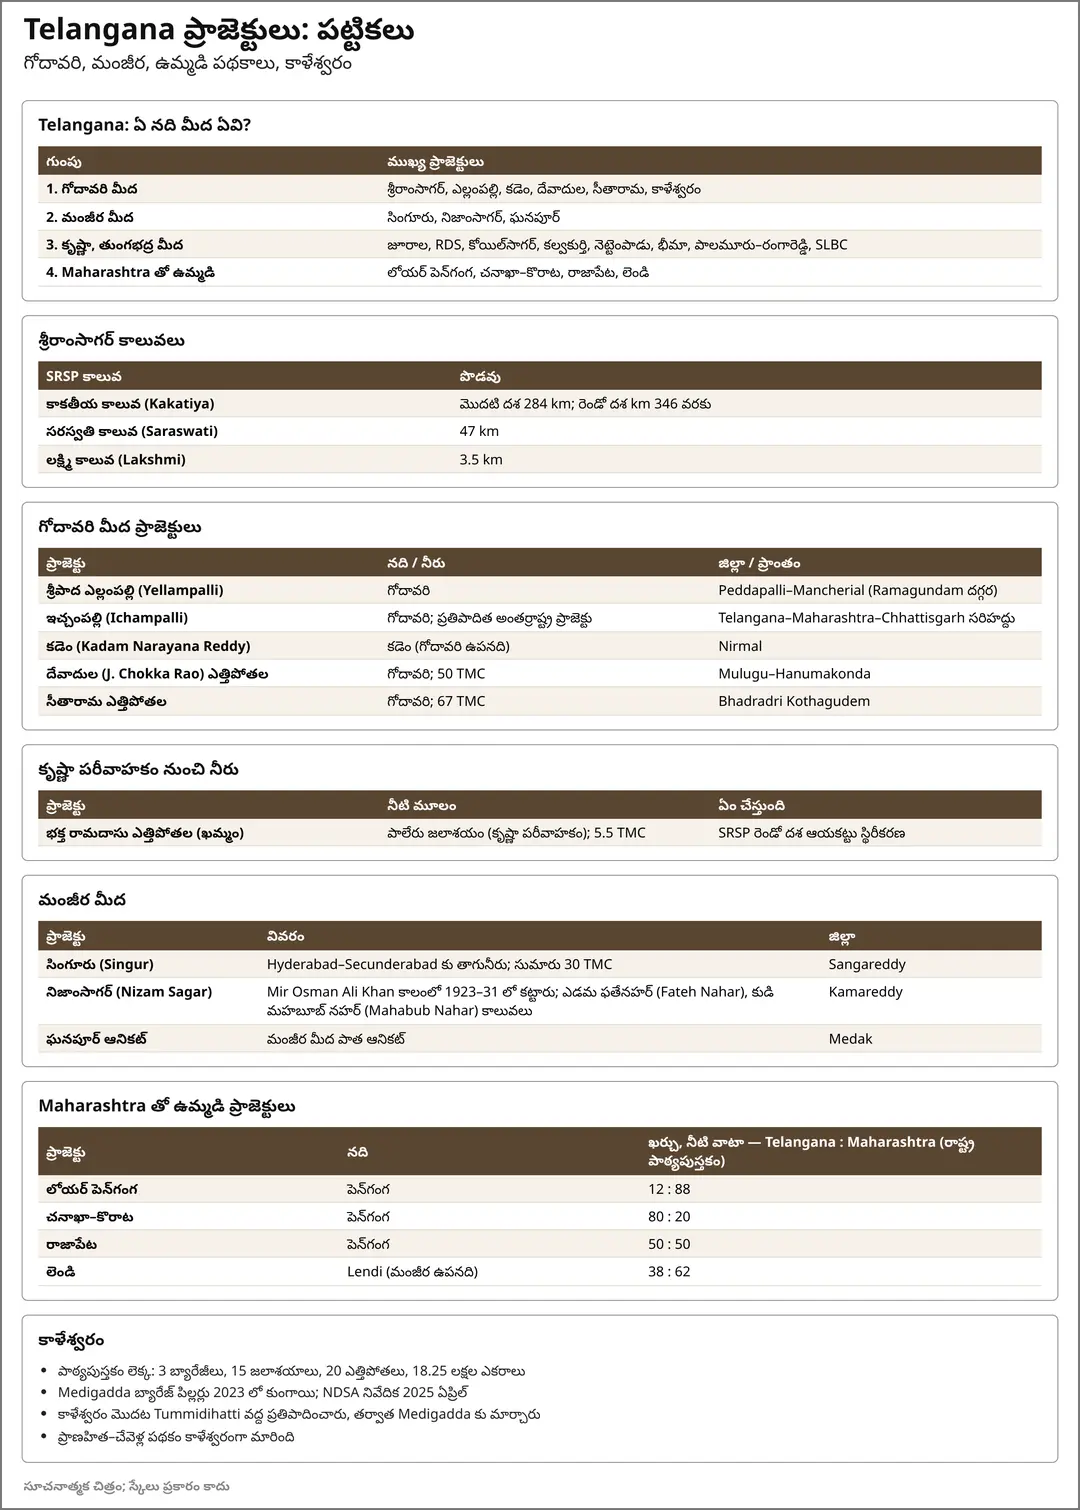 Telangana ప్రాజెక్టులు: పట్టికలు
గోదావరి, మంజీర, ఉమ్మడి పథకాలు, కాళేశ్వరం
Telangana: ఏ నది మీద ఏవి?
గుంపు ముఖ్య ప్రాజెక్టులు
1. గోదావరి మీద శ్రీరాంసాగర్, ఎల్లంపల్లి, కడెం, దేవాదుల, సీతారామ, కాళేశ్వరం
2. మంజీర మీద సింగూరు, నిజాంసాగర్, ఘనపూర్
3. కృష్ణా, తుంగభద్ర మీద జూరాల, RDS, కోయిల్‌సాగర్, కల్వకుర్తి, నెట్టెంపాడు, భీమా, పాలమూరు–రంగారెడ్డి, SLBC
4. Maharashtra తో ఉమ్మడి లోయర్ పెన్‌గంగ, చనాఖా–కొరాట, రాజాపేట, లెండి
శ్రీరాంసాగర్ కాలువలు
SRSP కాలువ పొడవు
కాకతీయ కాలువ (Kakatiya) మొదటి దశ 284 km; రెండో దశ km 346 వరకు
సరస్వతి కాలువ (Saraswati) 47 km
లక్ష్మి కాలువ (Lakshmi) 3.5 km
గోదావరి మీద ప్రాజెక్టులు
ప్రాజెక్టు నది / నీరు జిల్లా / ప్రాంతం
శ్రీపాద ఎల్లంపల్లి (Yellampalli) గోదావరి Peddapalli–Mancherial (Ramagundam దగ్గర)
ఇచ్చంపల్లి (Ichampalli) గోదావరి; ప్రతిపాదిత అంతర్రాష్ట్ర ప్రాజెక్టు Telangana–Maharashtra–Chhattisgarh సరిహద్దు
కడెం (Kadam Narayana Reddy) కడెం (గోదావరి ఉపనది) Nirmal
దేవాదుల (J. Chokka Rao) ఎత్తిపోతల గోదావరి; 50 TMC Mulugu–Hanumakonda
సీతారామ ఎత్తిపోతల గోదావరి; 67 TMC Bhadradri Kothagudem
కృష్ణా పరీవాహకం నుంచి నీరు
ప్రాజెక్టు నీటి మూలం ఏం చేస్తుంది
భక్త రామదాసు ఎత్తిపోతల (ఖమ్మం) పాలేరు జలాశయం (కృష్ణా పరీవాహకం); 5.5 TMC SRSP రెండో దశ ఆయకట్టు స్థిరీకరణ
మంజీర మీద
ప్రాజెక్టు వివరం జిల్లా
సింగూరు (Singur) Hyderabad–Secunderabad కు తాగునీరు; సుమారు 30 TMC Sangareddy
నిజాంసాగర్ (Nizam Sagar) Mir Osman Ali Khan కాలంలో 1923–31 లో కట్టారు; ఎడమ ఫతేనహర్ (Fateh Nahar), కుడి Kamareddy
మహబూబ్ నహర్ (Mahabub Nahar) కాలువలు
ఘనపూర్ ఆనికట్ మంజీర మీద పాత ఆనికట్ Medak
Maharashtra తో ఉమ్మడి ప్రాజెక్టులు
ప్రాజెక్టు నది ఖర్చు, నీటి వాటా — Telangana : Maharashtra (రాష్ట్ర
పాఠ్యపుస్తకం)
లోయర్ పెన్‌గంగ పెన్‌గంగ 12 : 88
చనాఖా–కొరాట పెన్‌గంగ 80 : 20
రాజాపేట పెన్‌గంగ 50 : 50
లెండి Lendi (మంజీర ఉపనది) 38 : 62
కాళేశ్వరం
• పాఠ్యపుస్తకం లెక్క: 3 బ్యారేజీలు, 15 జలాశయాలు, 20 ఎత్తిపోతలు, 18.25 లక్షల ఎకరాలు
• Medigadda బ్యారేజ్ పిల్లర్లు 2023 లో కుంగాయి; NDSA నివేదిక 2025 ఏప్రిల్
• కాళేశ్వరం మొదట Tummidihatti వద్ద ప్రతిపాదించారు, తర్వాత Medigadda కు మార్చారు
• ప్రాణహిత–చేవెళ్ల పథకం కాళేశ్వరంగా మారింది
సూచనాత్మక చిత్రం; స్కేలు ప్రకారం కాదు